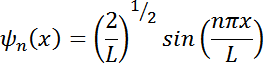 ψₙ(x) = (2/L)^1/2 sin(nπx/L)